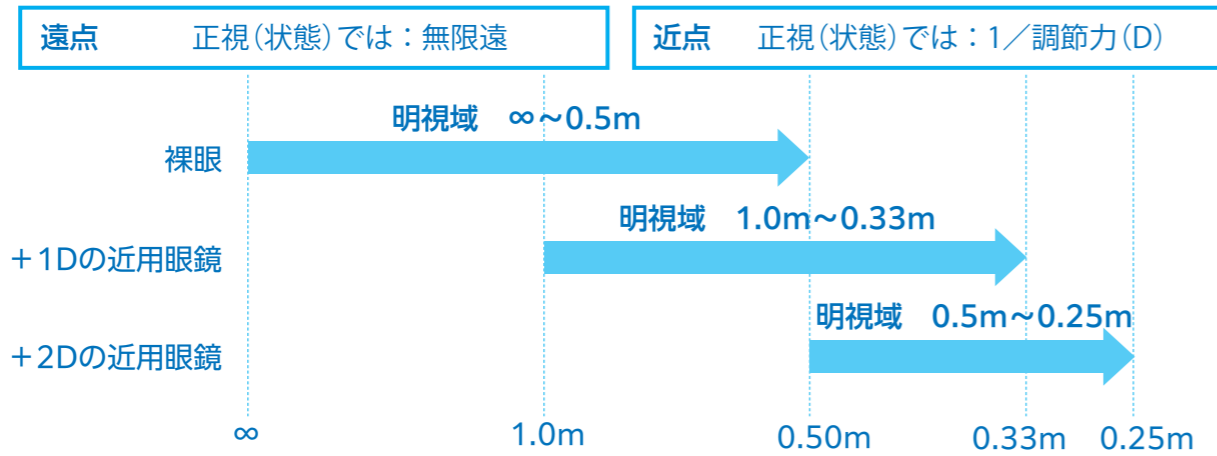 遠点 正視(状態)では：無限遠
近点 正視(状態)では：1／調節力(D)
明視域 ∞〜0.5m
裸眼
明視域 1.0m〜0.33m
＋1Dの近用眼鏡
明視域 0.5m〜0.25m
＋2Dの近用眼鏡
∞ 1.0m 0.50m 0.33m 0.25m